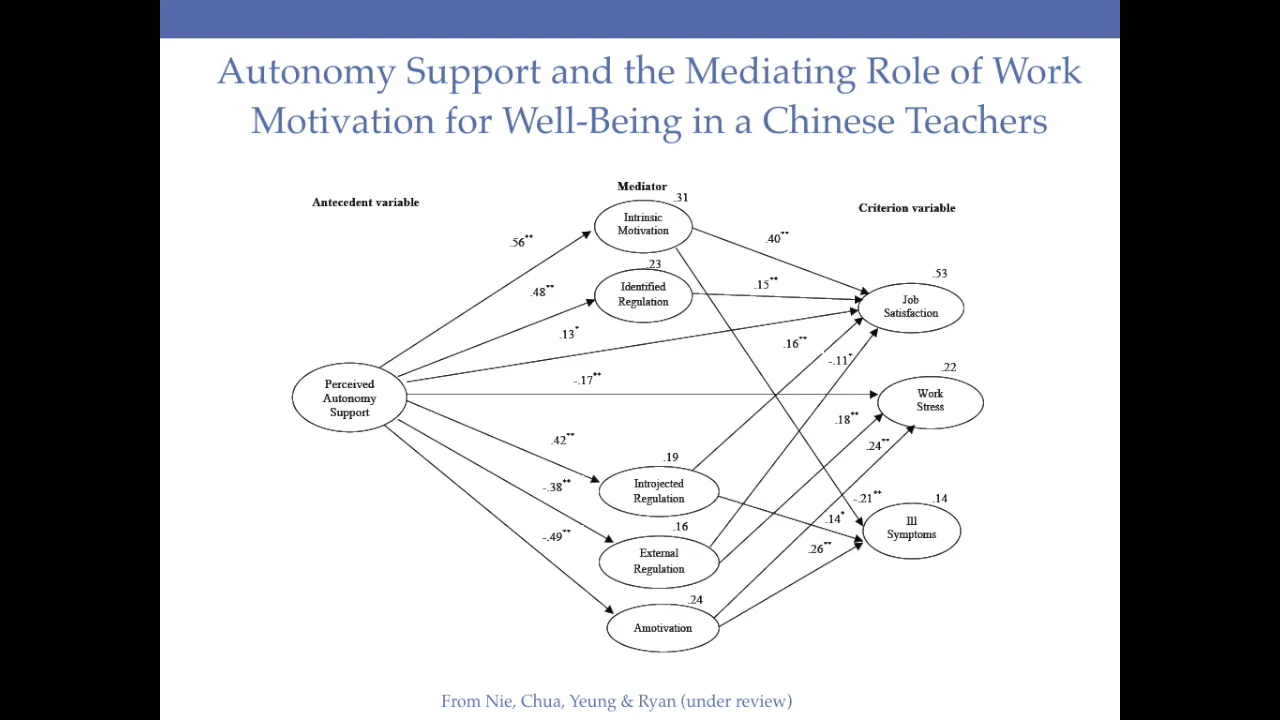 Autonomy Support and the Mediating Role of Work
Motivation for Well-Being in a Chinese Teachers
Antecedent variable
Mediator
Criterion variable
.31
Intrinsic
Motivation
.56**
.40**
.23
Identified
Regulation
.48**
.15**
.53
Job
Satisfaction
.13*
.16**
-.11*
-.17**
.22
Work
Stress
Perceived
Autonomy
Support
.18**
.42**
.24**
.19
Introjected
Regulation
-.38**
-.21**
.14
Ill
Symptoms
.14*
.16
External
Regulation
-.49**
.26**
.24
Amotivation
From Nie, Chua, Yeung & Ryan (under review)